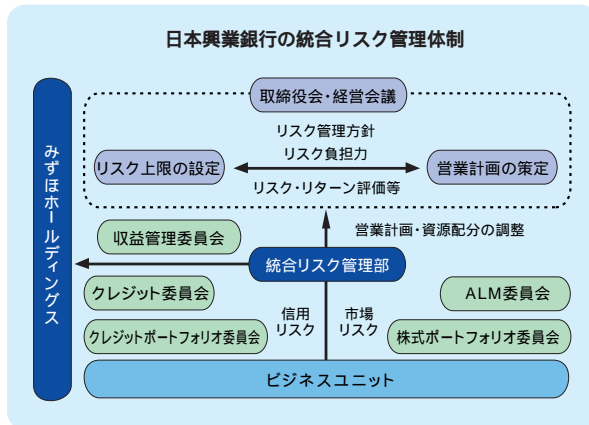 日本興業銀行の統合リスク管理体制
取締役会・経営会議
リスク管理方針
リスク負担力
リスク上限の設定
営業計画の策定
リスク・リターン評価等
みずほホールディングス
収益管理委員会
営業計画・資源配分の調整
統合リスク管理部
クレジット委員会
ALM委員会
信用
リスク
市場
リスク
クレジットポートフォリオ委員会
株式ポートフォリオ委員会
ビジネスユニット